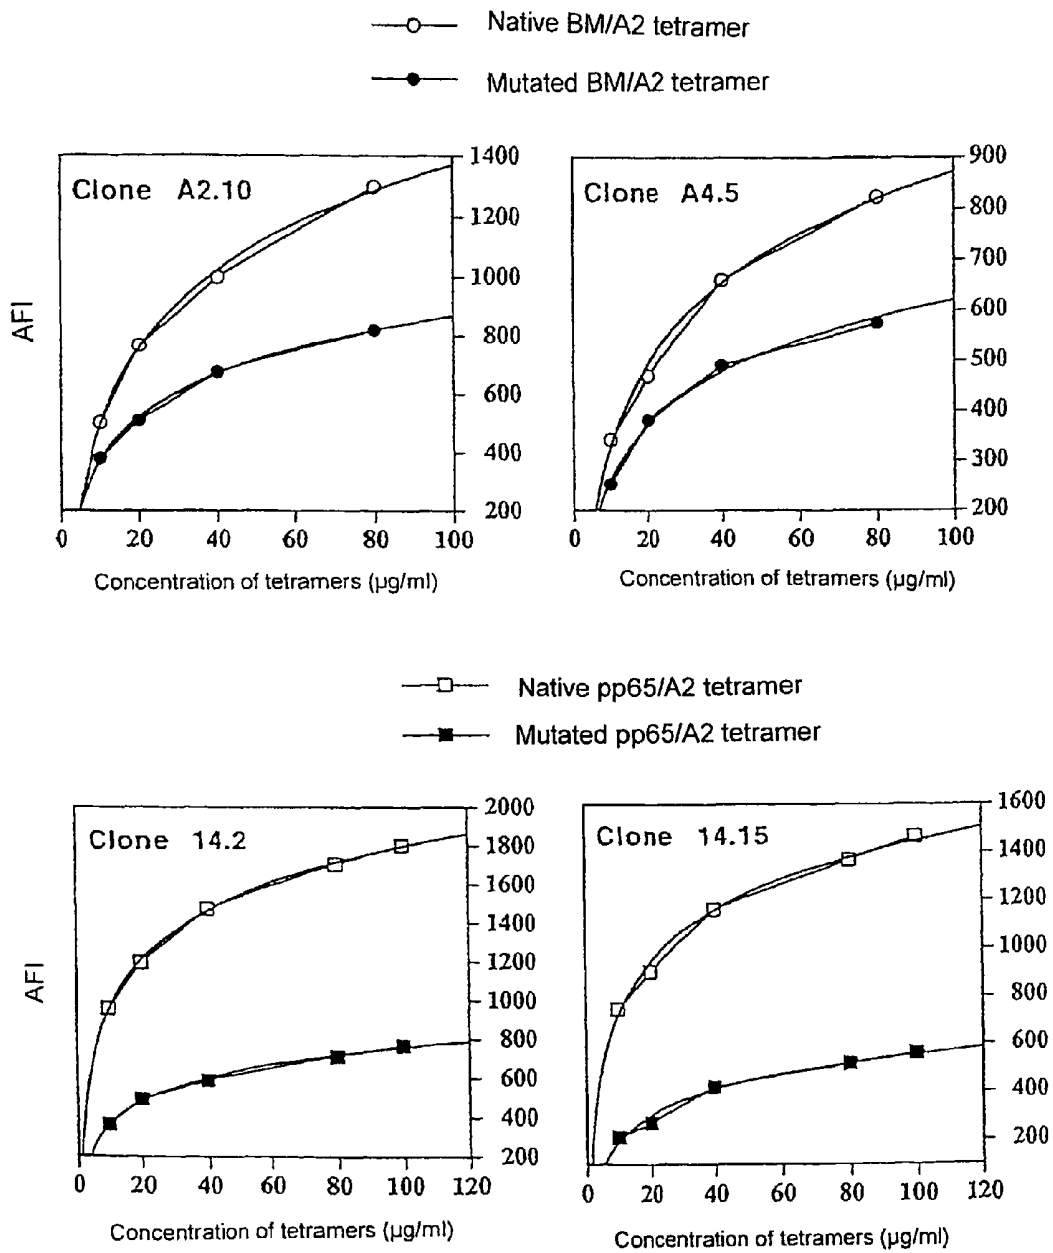 Native BM/A2 tetramer
Mutated BM/A2 tetramer
Clone A2.10
1400
1200
1000
800
600
400
200
AFI
0 20 40 60 80 100
Concentration of tetramers (µg/ml)
Clone A4.5
900
800
700
600
500
400
300
200
0 20 40 60 80 100
Concentration of tetramers (µg/ml)
Native pp65/A2 tetramer
Mutated pp65/A2 tetramer
Clone 14.2
2000
1800
1600
1400
1200
1000
800
600
400
200
AFI
0 20 40 60 80 100 120
Concentration of tetramers (µg/ml)
Clone 14.15
1600
1400
1200
1000
800
600
400
200
0 20 40 60 80 100 120
Concentration of tetramers (µg/ml)